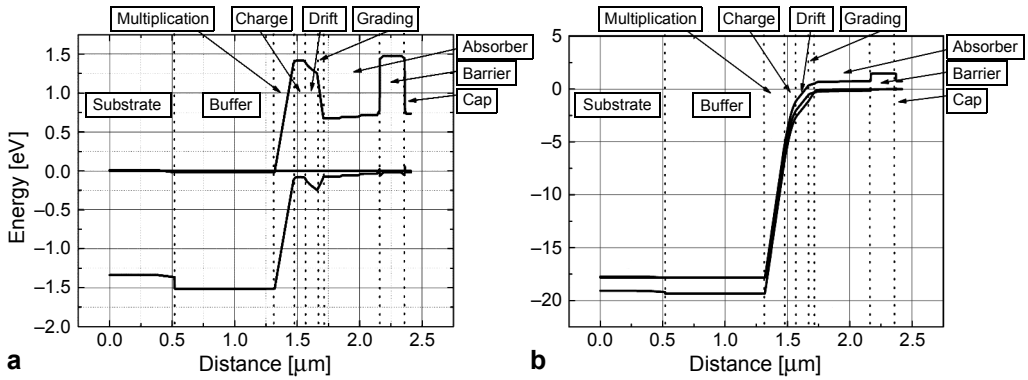 Multiplication Charge Drift Grading
Absorber
Barrier
Cap
Substrate Buffer
1.5
1.0
0.5
0.0
–0.5
–1.0
–1.5
–2.0
Energy [eV]
0.0 0.5 1.0 1.5 2.0 2.5
Distance [µm]
a
Multiplication Charge Drift Grading
Absorber
Barrier
Cap
Substrate Buffer
5
0
–5
–10
–15
–20
0.0 0.5 1.0 1.5 2.0 2.5
Distance [µm]
b